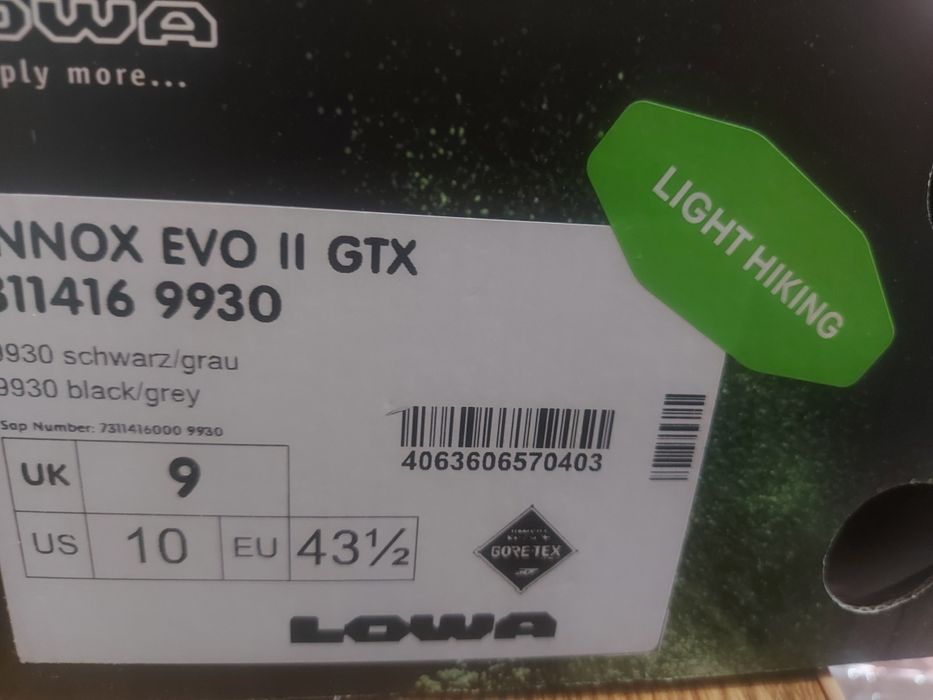 OWA
ply more...
LIGHT HIKING
NNOX EVO II GTX
311416 9930
9930 schwarz/grau
9930 black/grey
Sap Number: 7311416000 9930
4063606570403
UK 9
US 10 EU 43½
GORE-TEX
LOWA